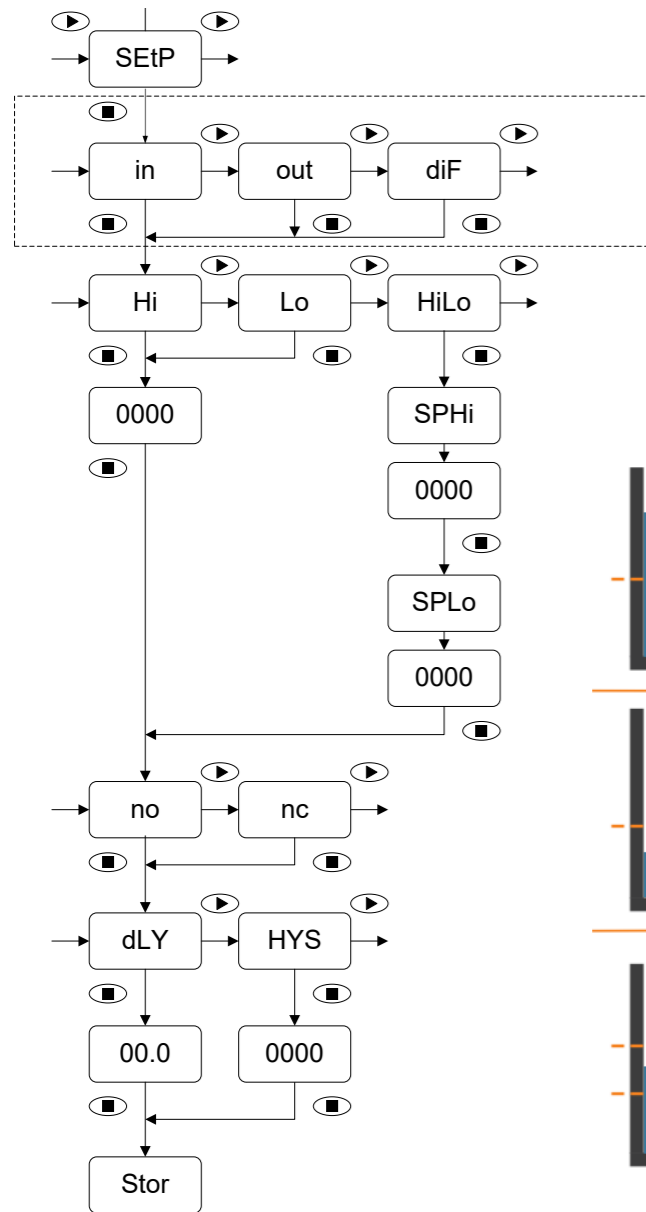 SEtP
in out diF
Hi Lo HiLo
0000 SPHi
0000
SPLo
0000
no nc
dLY HYS
00.0 0000
Stor